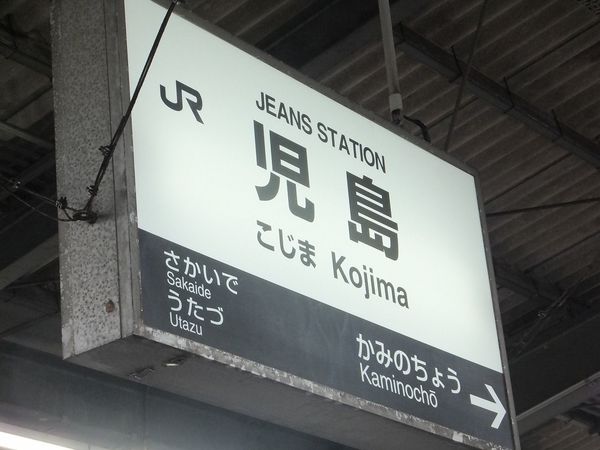 JR
JEANS STATION
児島
こじま Kojima
さかいで
Sakaide
うたづ
Utazu
かみのちょう
Kaminochō